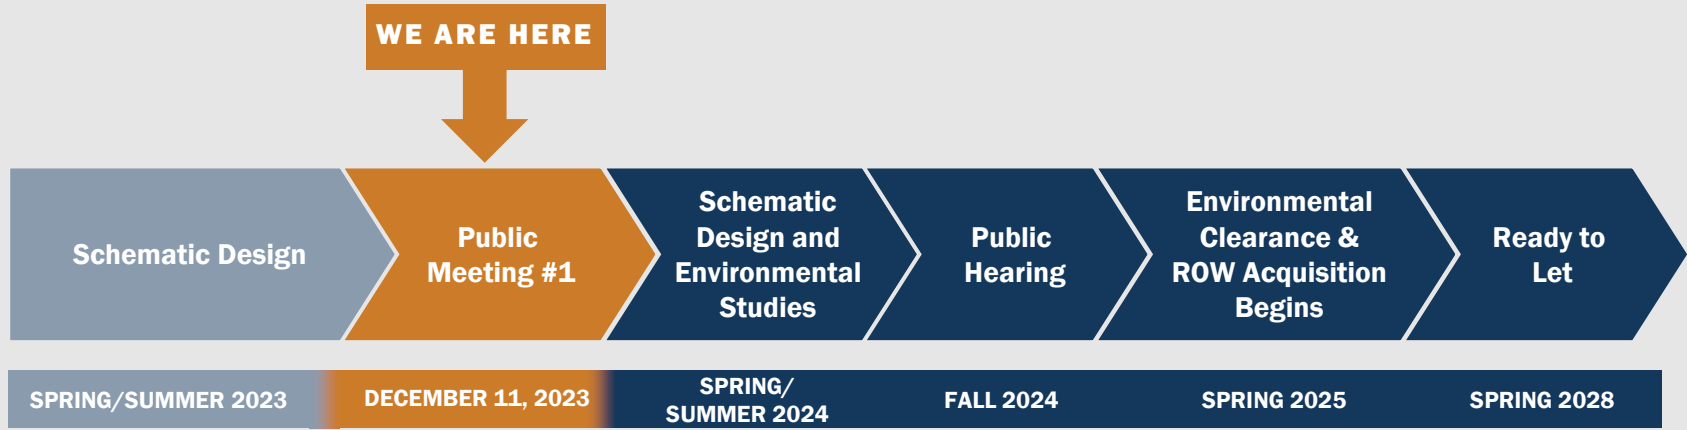 WE ARE HERE
Schematic Design
Public
Meeting #1
Schematic
Design and
Environmental
Studies
Public
Hearing
Environmental
Clearance &
ROW Acquisition
Begins
Ready to
Let
SPRING/SUMMER 2023
DECEMBER 11, 2023
SPRING/
SUMMER 2024
FALL 2024
SPRING 2025
SPRING 2028